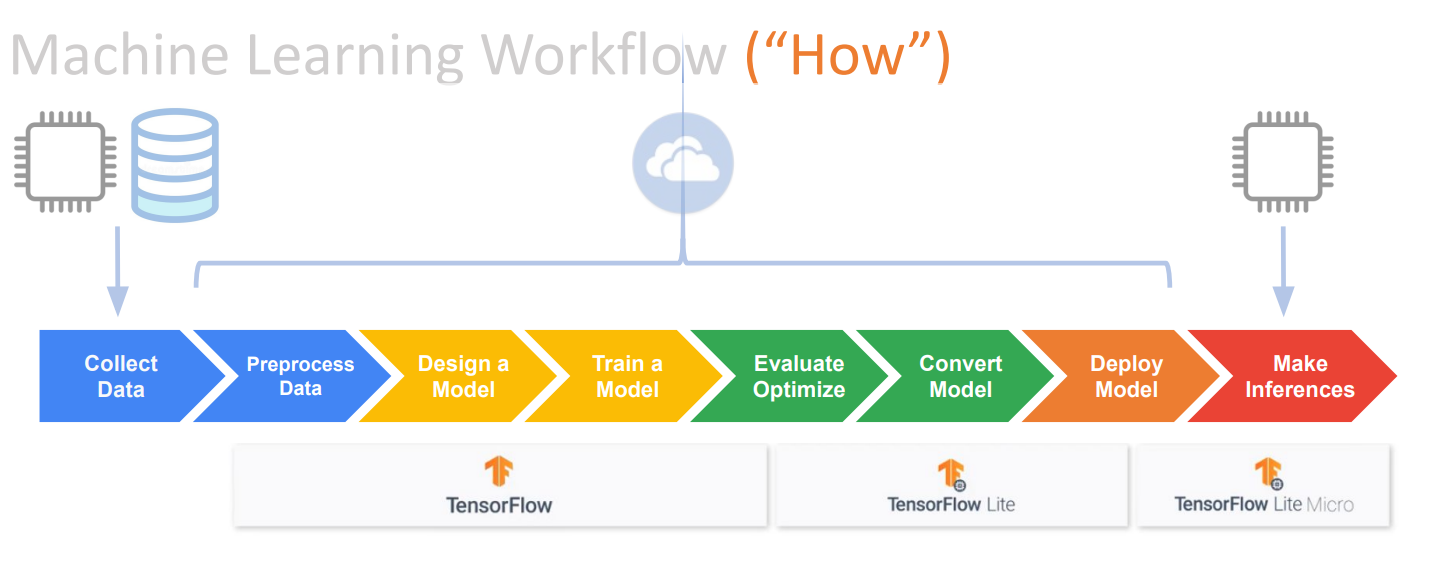 Machine Learning Workflow (“How”)
Collect
Data
Preprocess
Data
Design a
Model
Train a
Model
Evaluate
Optimize
Convert
Model
Deploy
Model
Make
Inferences
TensorFlow
TensorFlow Lite
TensorFlow Lite Micro